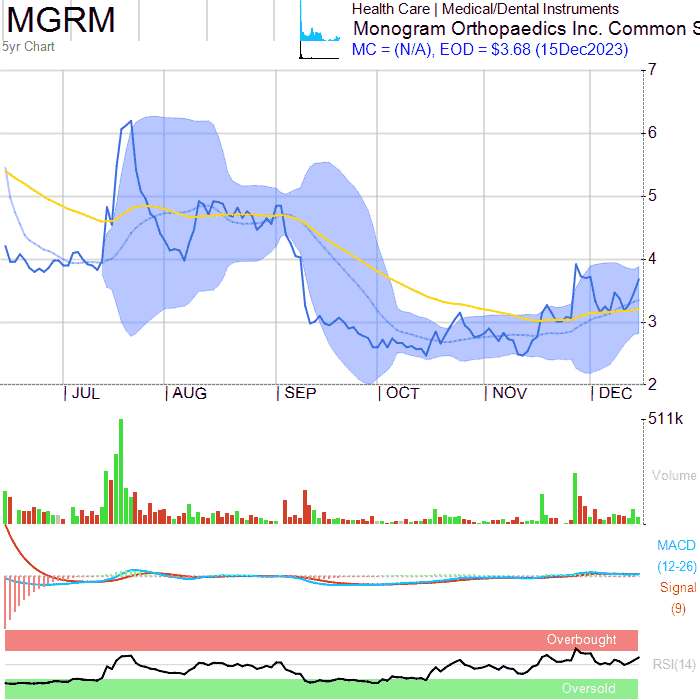 MGRM
5yr Chart
Health Care | Medical/Dental Instruments
Monogram Orthopaedics Inc. Common S
MC = (N/A), EOD = $3.68 (15Dec2023)
7
6
5
4
3
2
JUL AUG SEP OCT NOV DEC
511k
Volume
MACD
(12-26)
Signal
(9)
Overbought
RSI(14)
Oversold